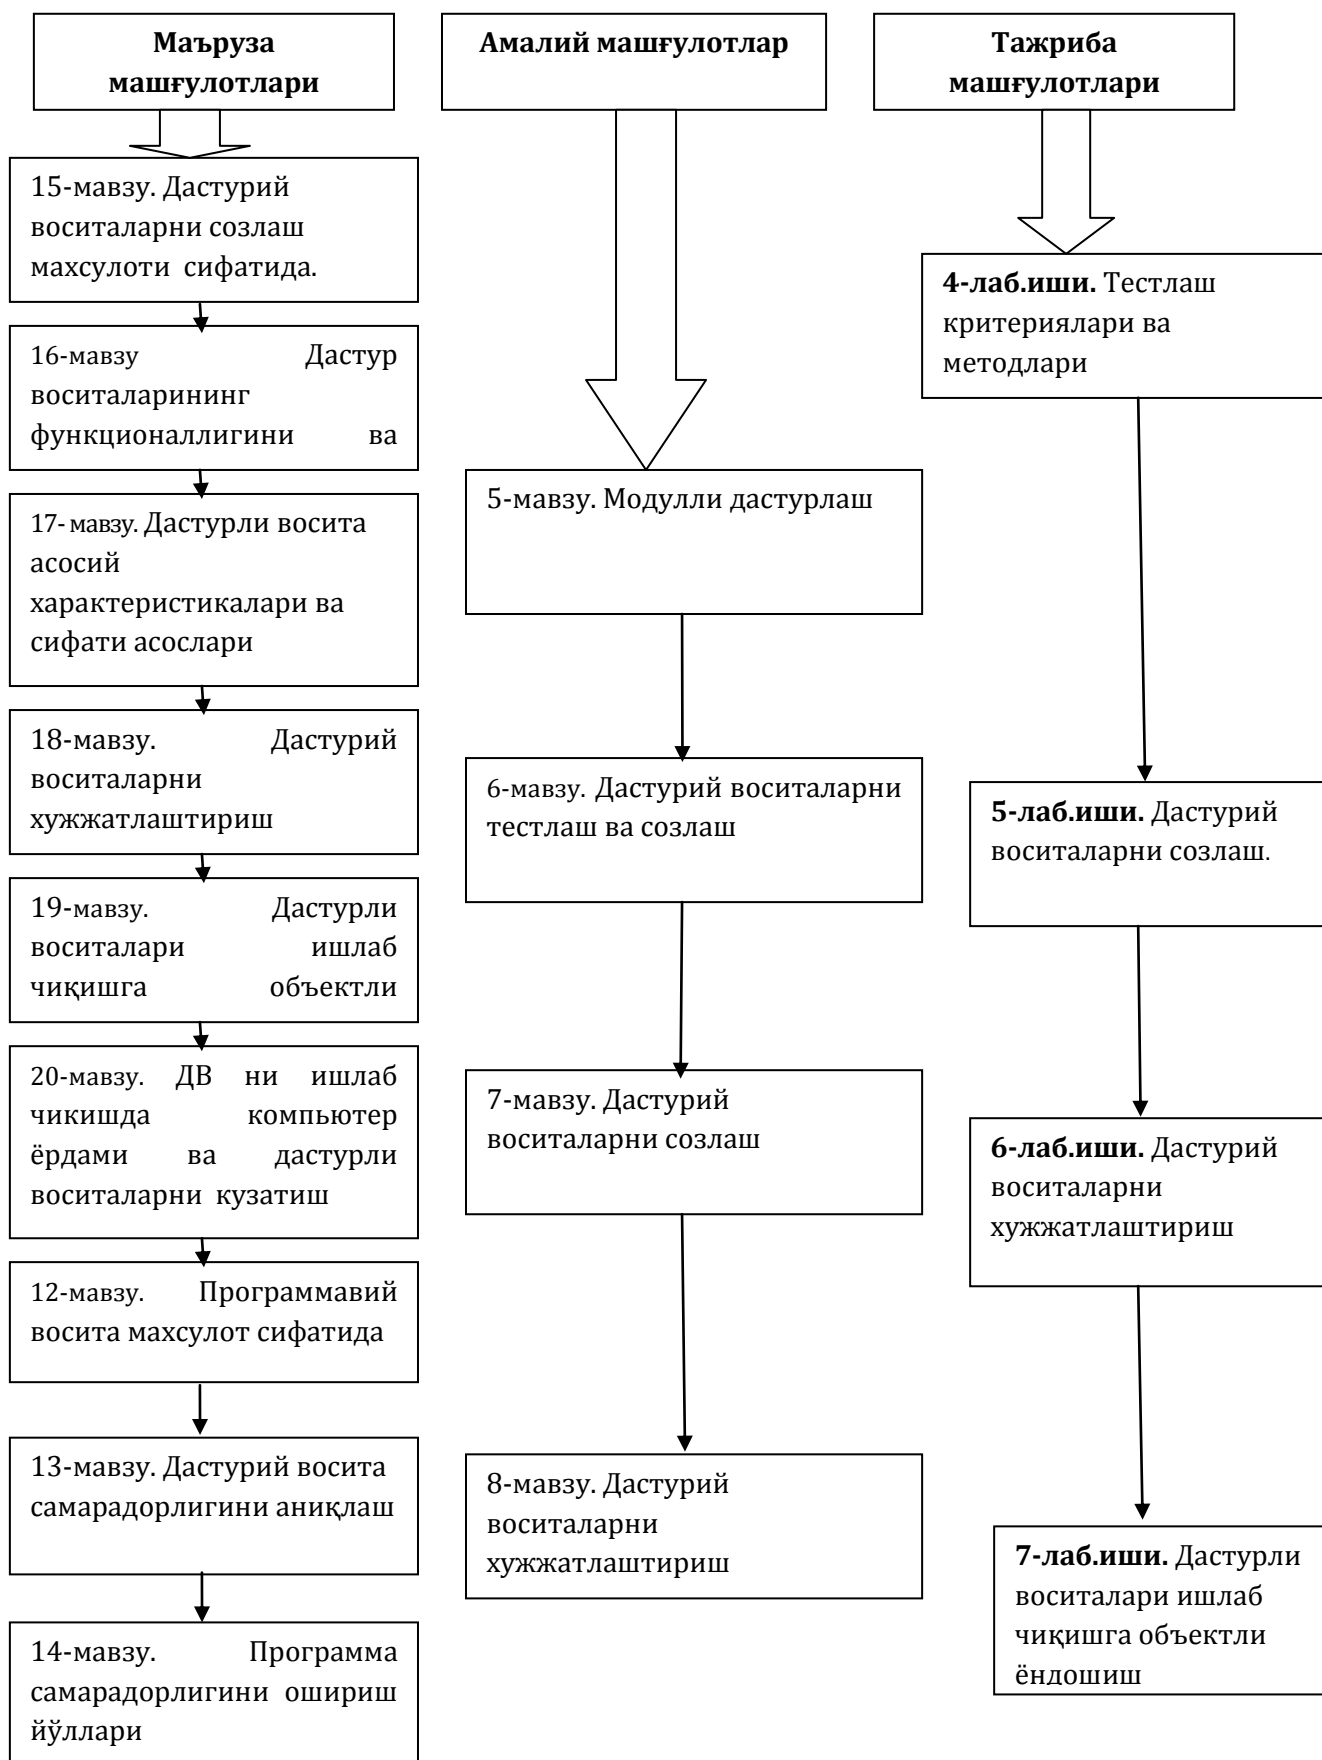 Маъруза
машғулотлари
15-мавзу. Дастурий
воситаларни созлаш
махсулоти сифатида.
16-мавзу Дастур
воситаларининг
функционаллигини ва
17- мавзу. Дастурли восита
асосий
характеристикалари ва
сифати асослари
18-мавзу. Дастурий
воситаларни
хужжатлаштириш
19-мавзу. Дастурли
воситалари ишлаб
чиқишга объектли
20-мавзу. ДВ ни ишлаб
чикишда компьютер
ёрдами ва дастурли
воситаларни кузатиш
12-мавзу. Программавий
восита махсулот сифатида
13-мавзу. Дастурий восита
самарадорлигини аниқлаш
14-мавзу. Программа
самарадорлигини ошириш
йўллари
Амалий машғулотлар
5-мавзу. Модулли дастурлаш
6-мавзу. Дастурий воситаларни
тестлаш ва созлаш
7-мавзу. Дастурий
воситаларни созлаш
8-мавзу. Дастурий
воситаларни
хужжатлаштириш
Тажриба
машғулотлари
4-лаб.иши. Тестлаш
критериялари ва
методлари
5-лаб.иши. Дастурий
воситаларни созлаш.
6-лаб.иши. Дастурий
воситаларни
хужжатлаштириш
7-лаб.иши. Дастурли
воситалари ишлаб
чиқишга объектли
ёндошиш